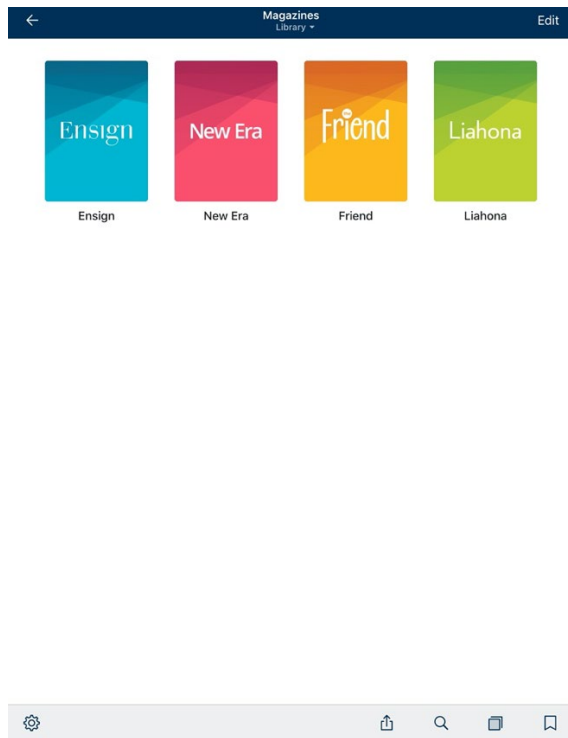 Magazines
Library
Edit
Ensign
New Era
the
Friend
Liahona
Ensign
New Era
Friend
Liahona